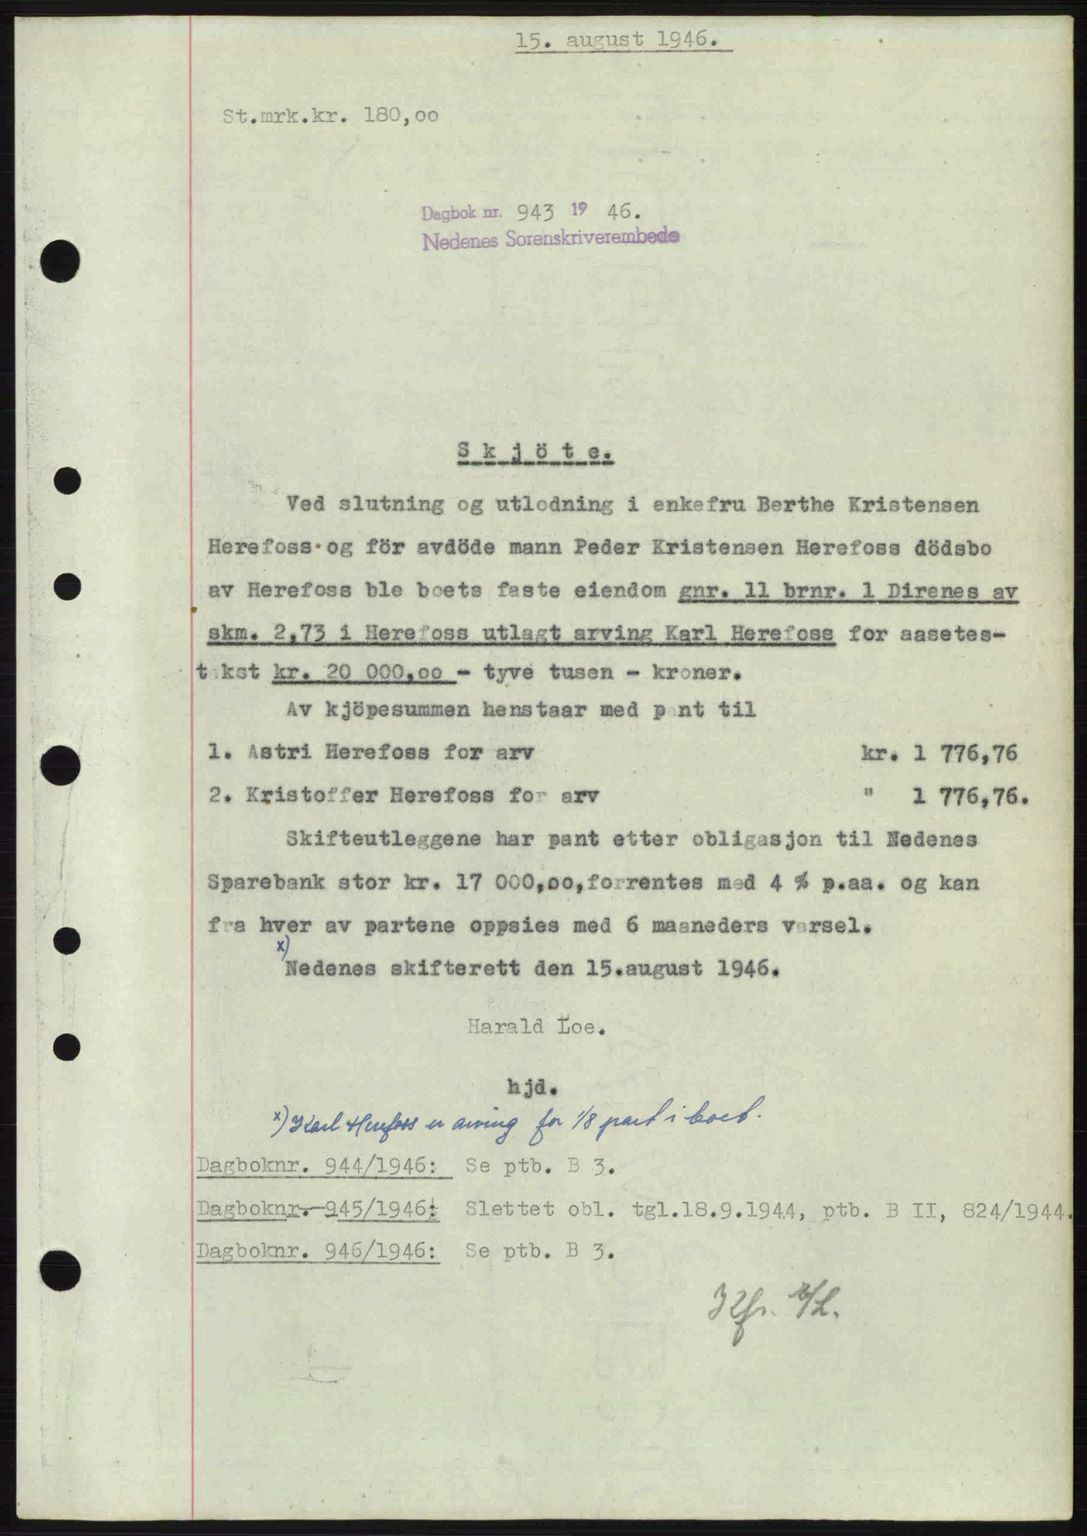 15. august 1946.
St.mrk.kr. 180,oo
Dagbok nr. 943 19 46.
Nedenes Sorenskriverembede
Skjöte.
Ved slutning og utlodning i enkefru Berthe Kristensen
Herefoss og för avdöde mann Peder Kristensen Herefoss dödsbo
av Herefoss ble boets faste eiendom gnr. 11 brnr. 1 Direnes av
skm. 2,73 i Herefoss utlagt arving Karl Herefoss for aasetes-
takst kr. 20 000,oo - tyve tusen - kroner.
Av kjöpesummen henstaar med pant til
1. Astri Herefoss for arv kr. 1 776,76
2. Kristoffer Herefoss for arv " 1 776,76.
Skifteutleggene har pant etter obligasjon til Nedenes
Sparebank stor kr. 17 000,oo,forrentes med 4 % p.aa. og kan
fra hver av partene oppsies med 6 maaneders varsel.
x)
Nedenes skifterett den 15.august 1946.
Harald Loe.
hjd.
x) Karl Herefoss er arving for 1/8 part i boet.
Dagboknr. 944/1946: Se ptb. B 3.
Dagboknr. 945/1946: Slettet obl. tgl.18.9.1944, ptb. B II, 824/1944.
Dagboknr. 946/1946: Se ptb. B 3.